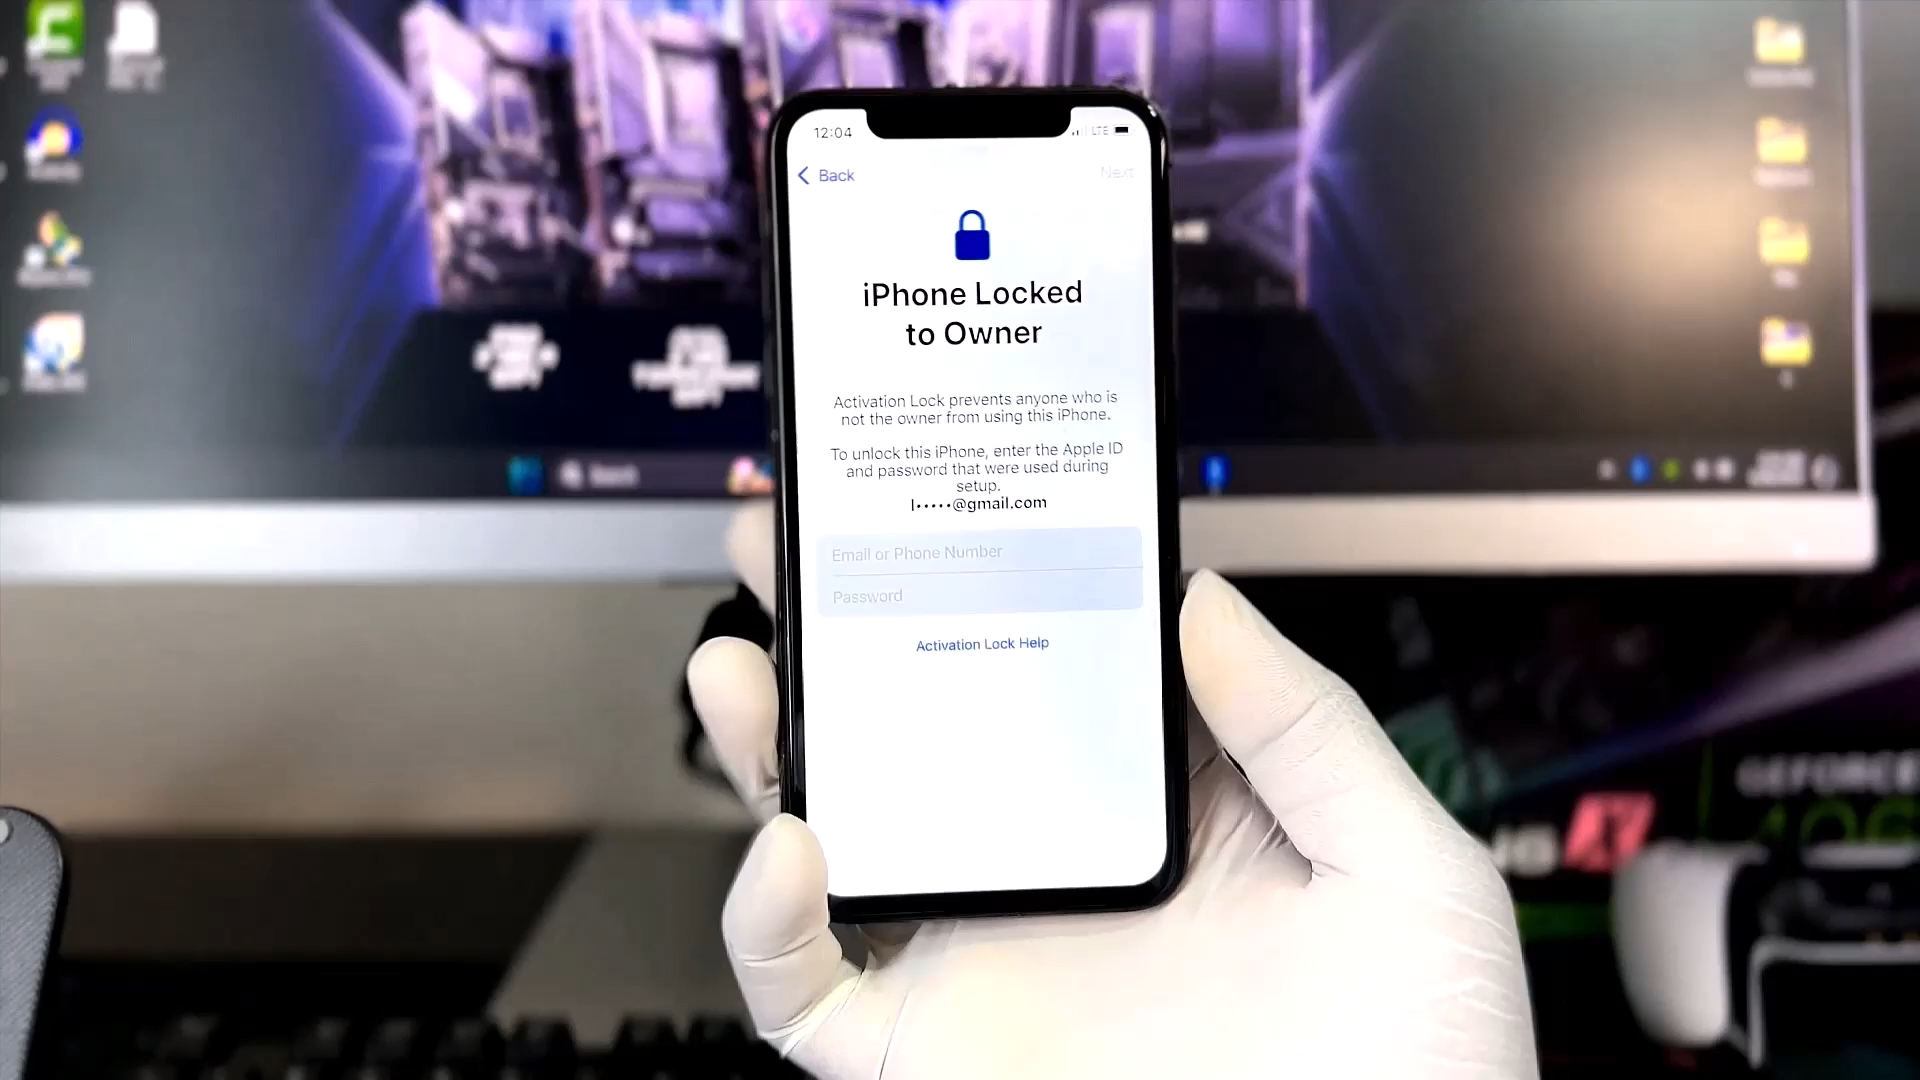 12:04
LTE
Back
Next
iPhone Locked
to Owner
Activation Lock prevents anyone who is
not the owner from using this iPhone.
To unlock this iPhone, enter the Apple ID
and password that were used during
setup.
l•••••@gmail.com
Email or Phone Number
Password
Activation Lock Help
Search
GEFORCE